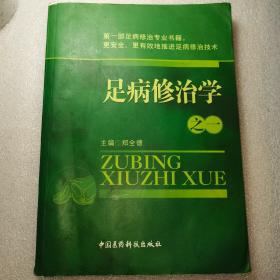 第一部足病修治专业书籍，
更安全、更有效地推进足病修治技术
足病修治学
之一
主编○郑全德
ZUBING
XIUZHI XUE
中国医药科技出版社